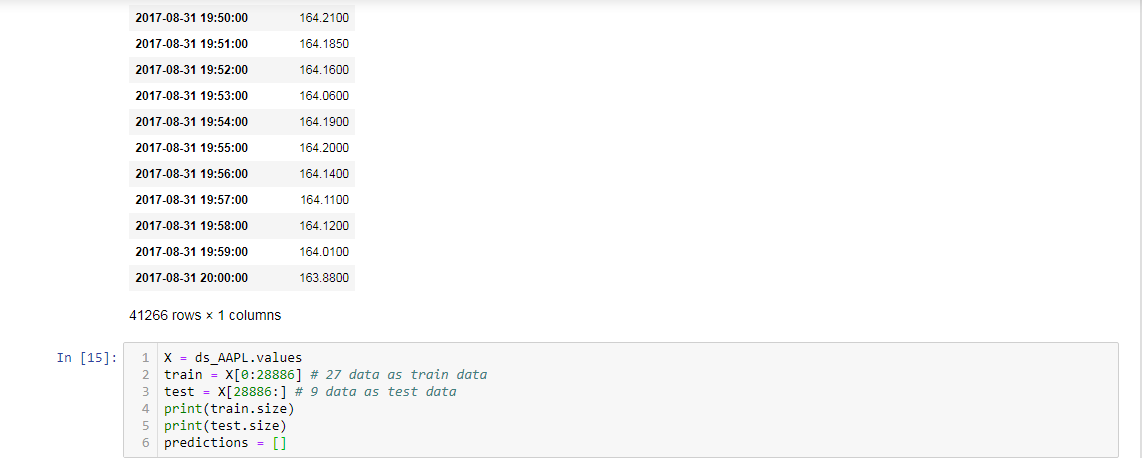 2017-08-31 19:50:00 164.2100
2017-08-31 19:51:00 164.1850
2017-08-31 19:52:00 164.1600
2017-08-31 19:53:00 164.0600
2017-08-31 19:54:00 164.1900
2017-08-31 19:55:00 164.2000
2017-08-31 19:56:00 164.1400
2017-08-31 19:57:00 164.1100
2017-08-31 19:58:00 164.1200
2017-08-31 19:59:00 164.0100
2017-08-31 20:00:00 163.8800
41266 rows × 1 columns
In [15]: 1 X = ds_AAPL.values
2 train = X[0:28886] # 27 data as train data
3 test = X[28886:] # 9 data as test data
4 print(train.size)
5 print(test.size)
6 predictions = []